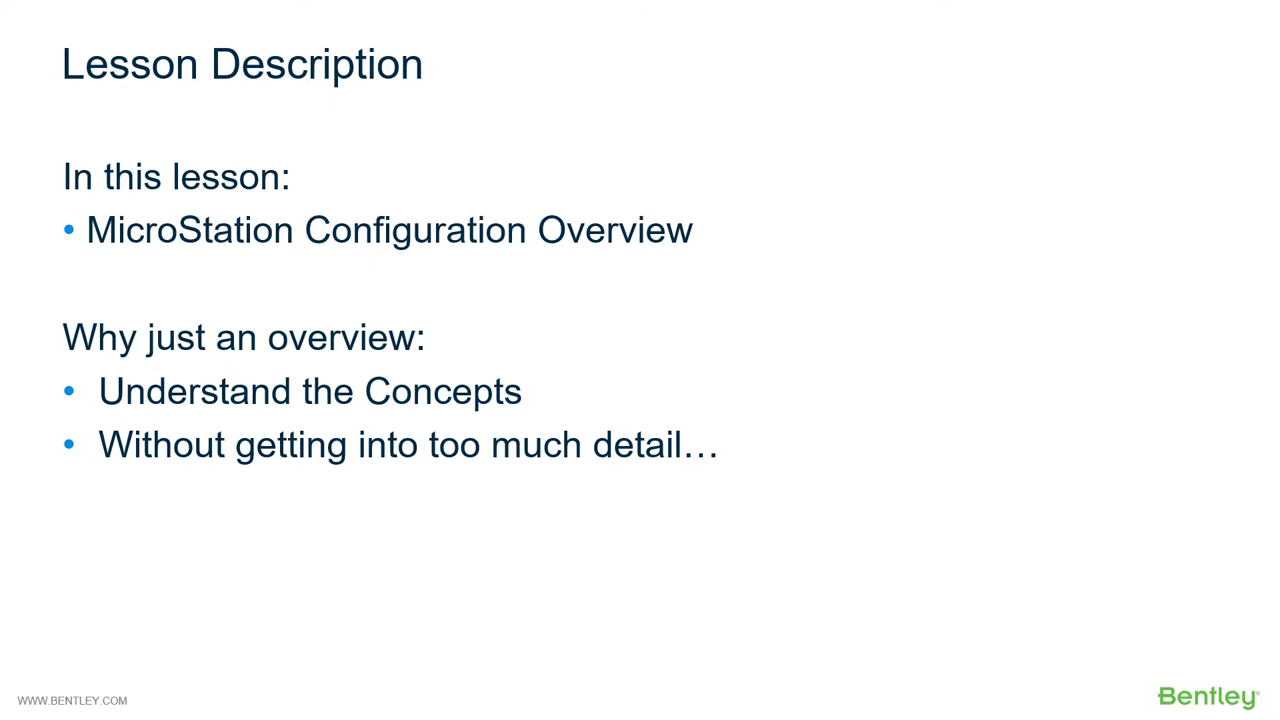 Lesson Description
In this lesson:
• MicroStation Configuration Overview
Why just an overview:
• Understand the Concepts
• Without getting into too much detail…
WWW.BENTLEY.COM
Bentley®